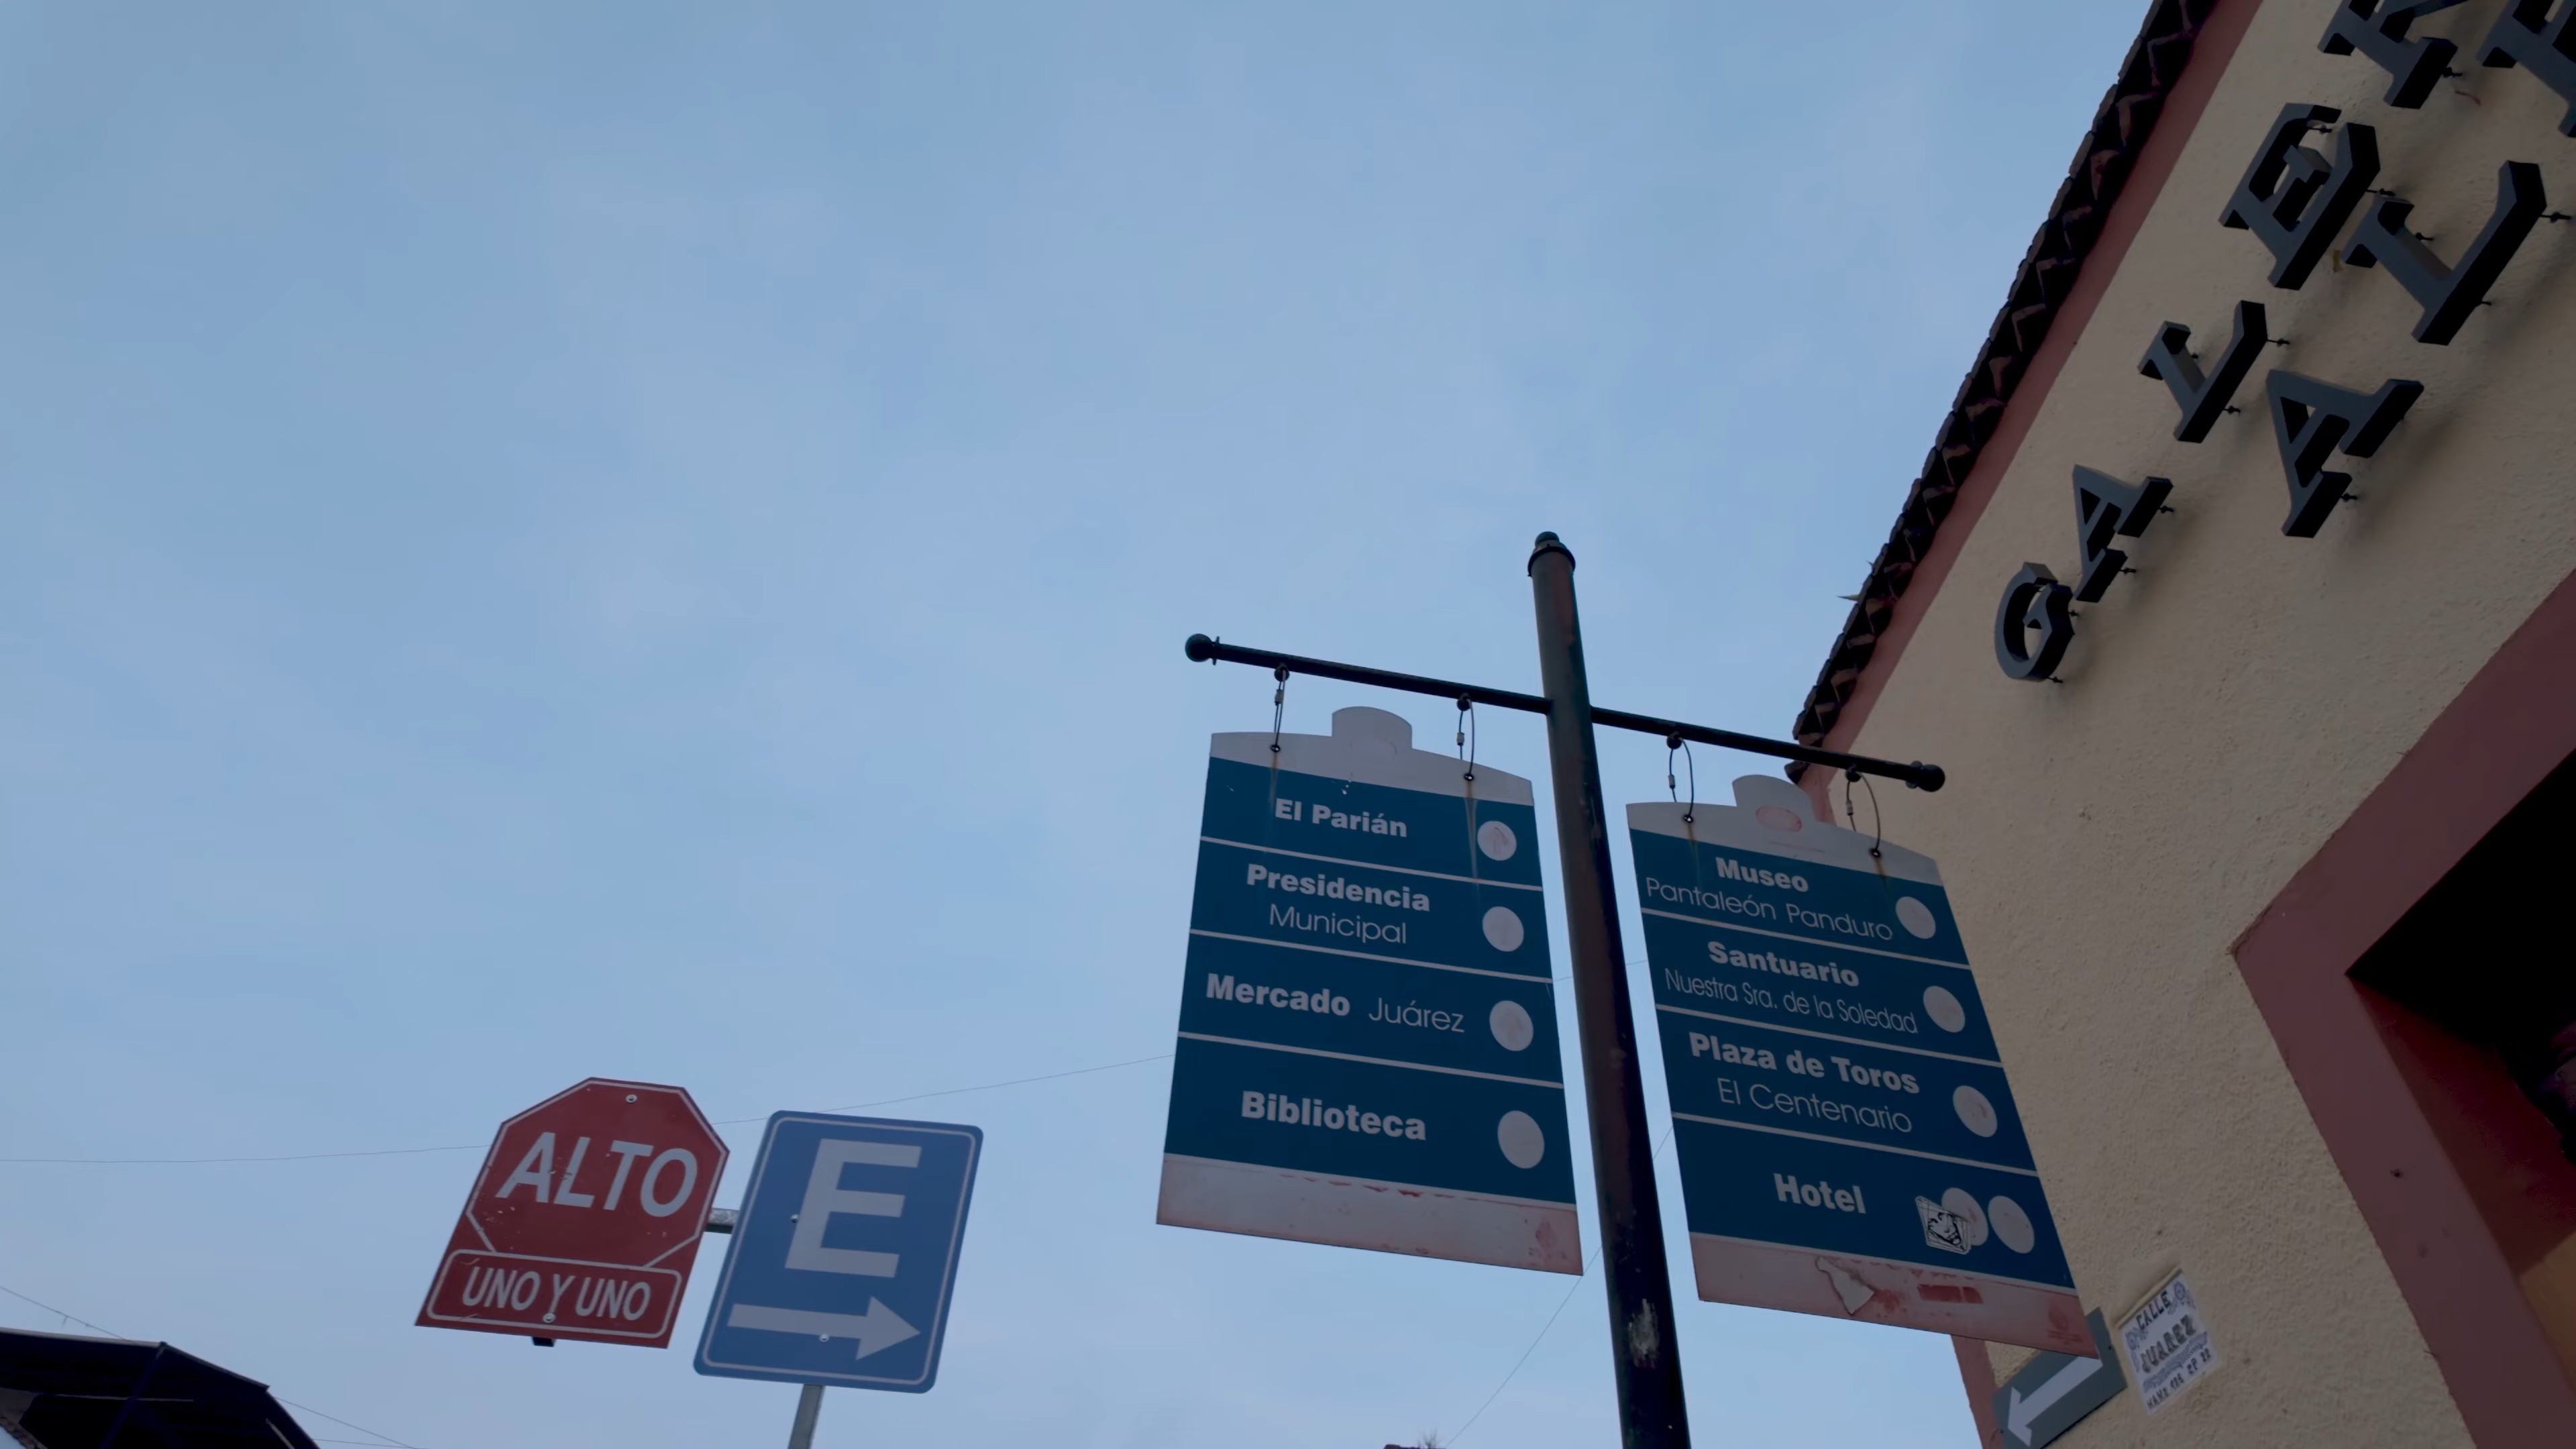 ALTO
UNO Y UNO
E
El Parián
Presidencia
Municipal
Mercado Juárez
Biblioteca
Museo
Pantaleón Panduro
Santuario
Nuestra Sra. de la Soledad
Plaza de Toros
El Centenario
Hotel
CALLE
JUAREZ